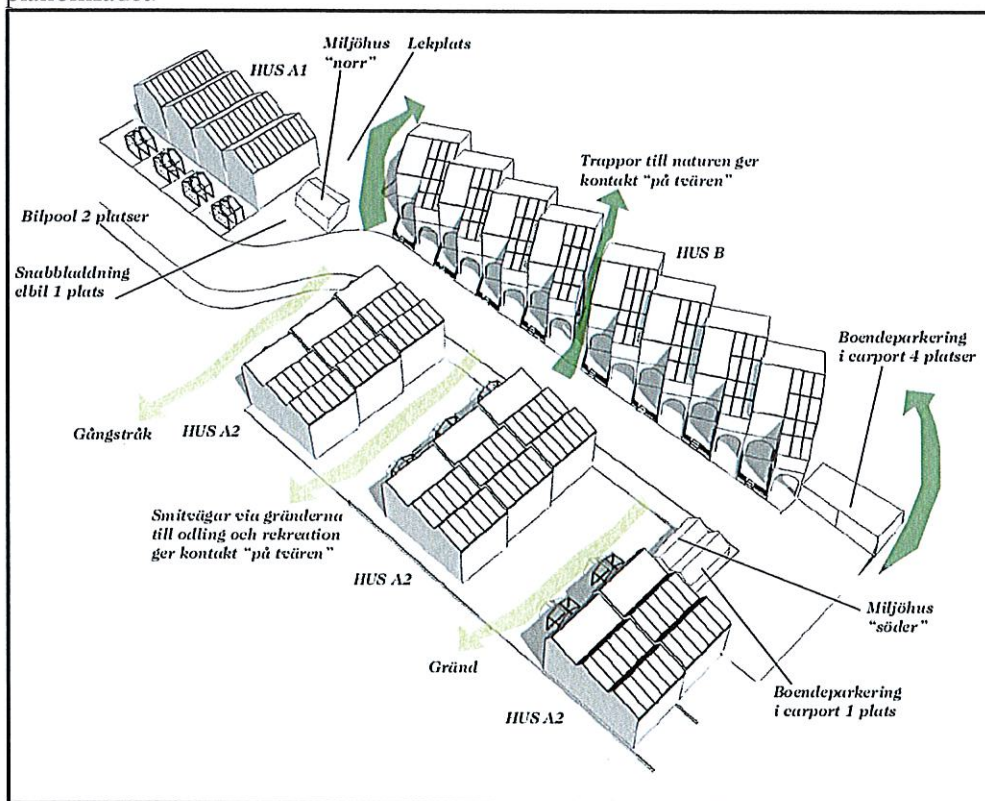 Miljöhus
"norr"
Lekplats
HUS A1
Trappor till naturen ger
kontakt "på tvären"
Bilpool 2 platser
HUS B
Snabbladdning
elbil 1 plats
Boendeparkering
i carport 4 platser
Gångstråk
HUS A2
Smitvägar via gränderna
till odling och rekreation
ger kontakt "på tvären"
HUS A2
Miljöhus
"söder"
Gränd
Boendeparkering
i carport 1 plats
HUS A2